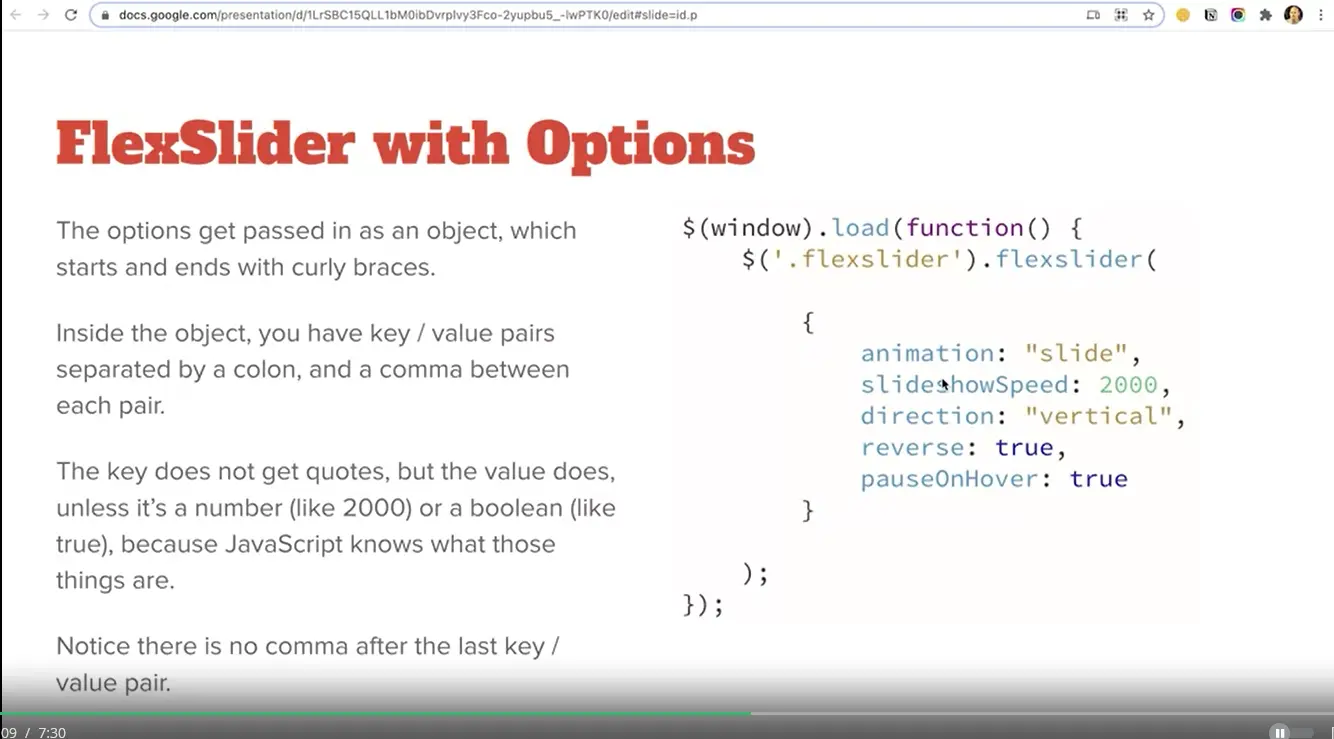 docs.google.com/presentation/d/1LrSBC15QLL1bM0ibDvrplvy3Fco-2yupbu5_-lwPTK0/edit#slide=id.p
FlexSlider with Options
The options get passed in as an object, which
starts and ends with curly braces.
Inside the object, you have key / value pairs
separated by a colon, and a comma between
each pair.
The key does not get quotes, but the value does,
unless it’s a number (like 2000) or a boolean (like
true), because JavaScript knows what those
things are.
Notice there is no comma after the last key /
value pair.
$(window).load(function() {
$('.flexslider').flexslider(
{
animation: "slide",
slideshowSpeed: 2000,
direction: "vertical",
reverse: true,
pauseOnHover: true
}
);
});
09 / 7:30